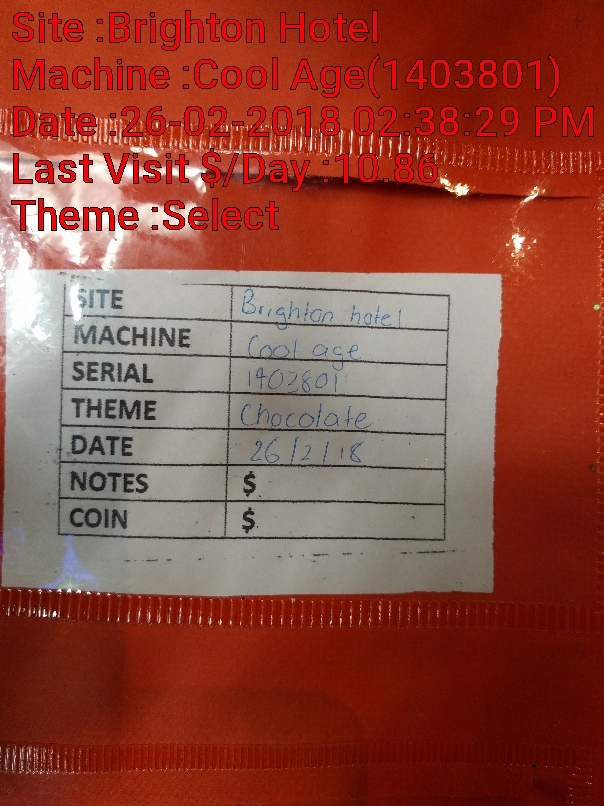 Site :Brighton Hotel
Machine :Cool Age(1403801)
Date :26-02-2018 02:38:29 PM
Last Visit $/Day :10.86
Theme :Select
SITE Brighton hotel
MACHINE Cool age
SERIAL 1402801
THEME Chocolate
DATE 26/2/18
NOTES $
COIN $